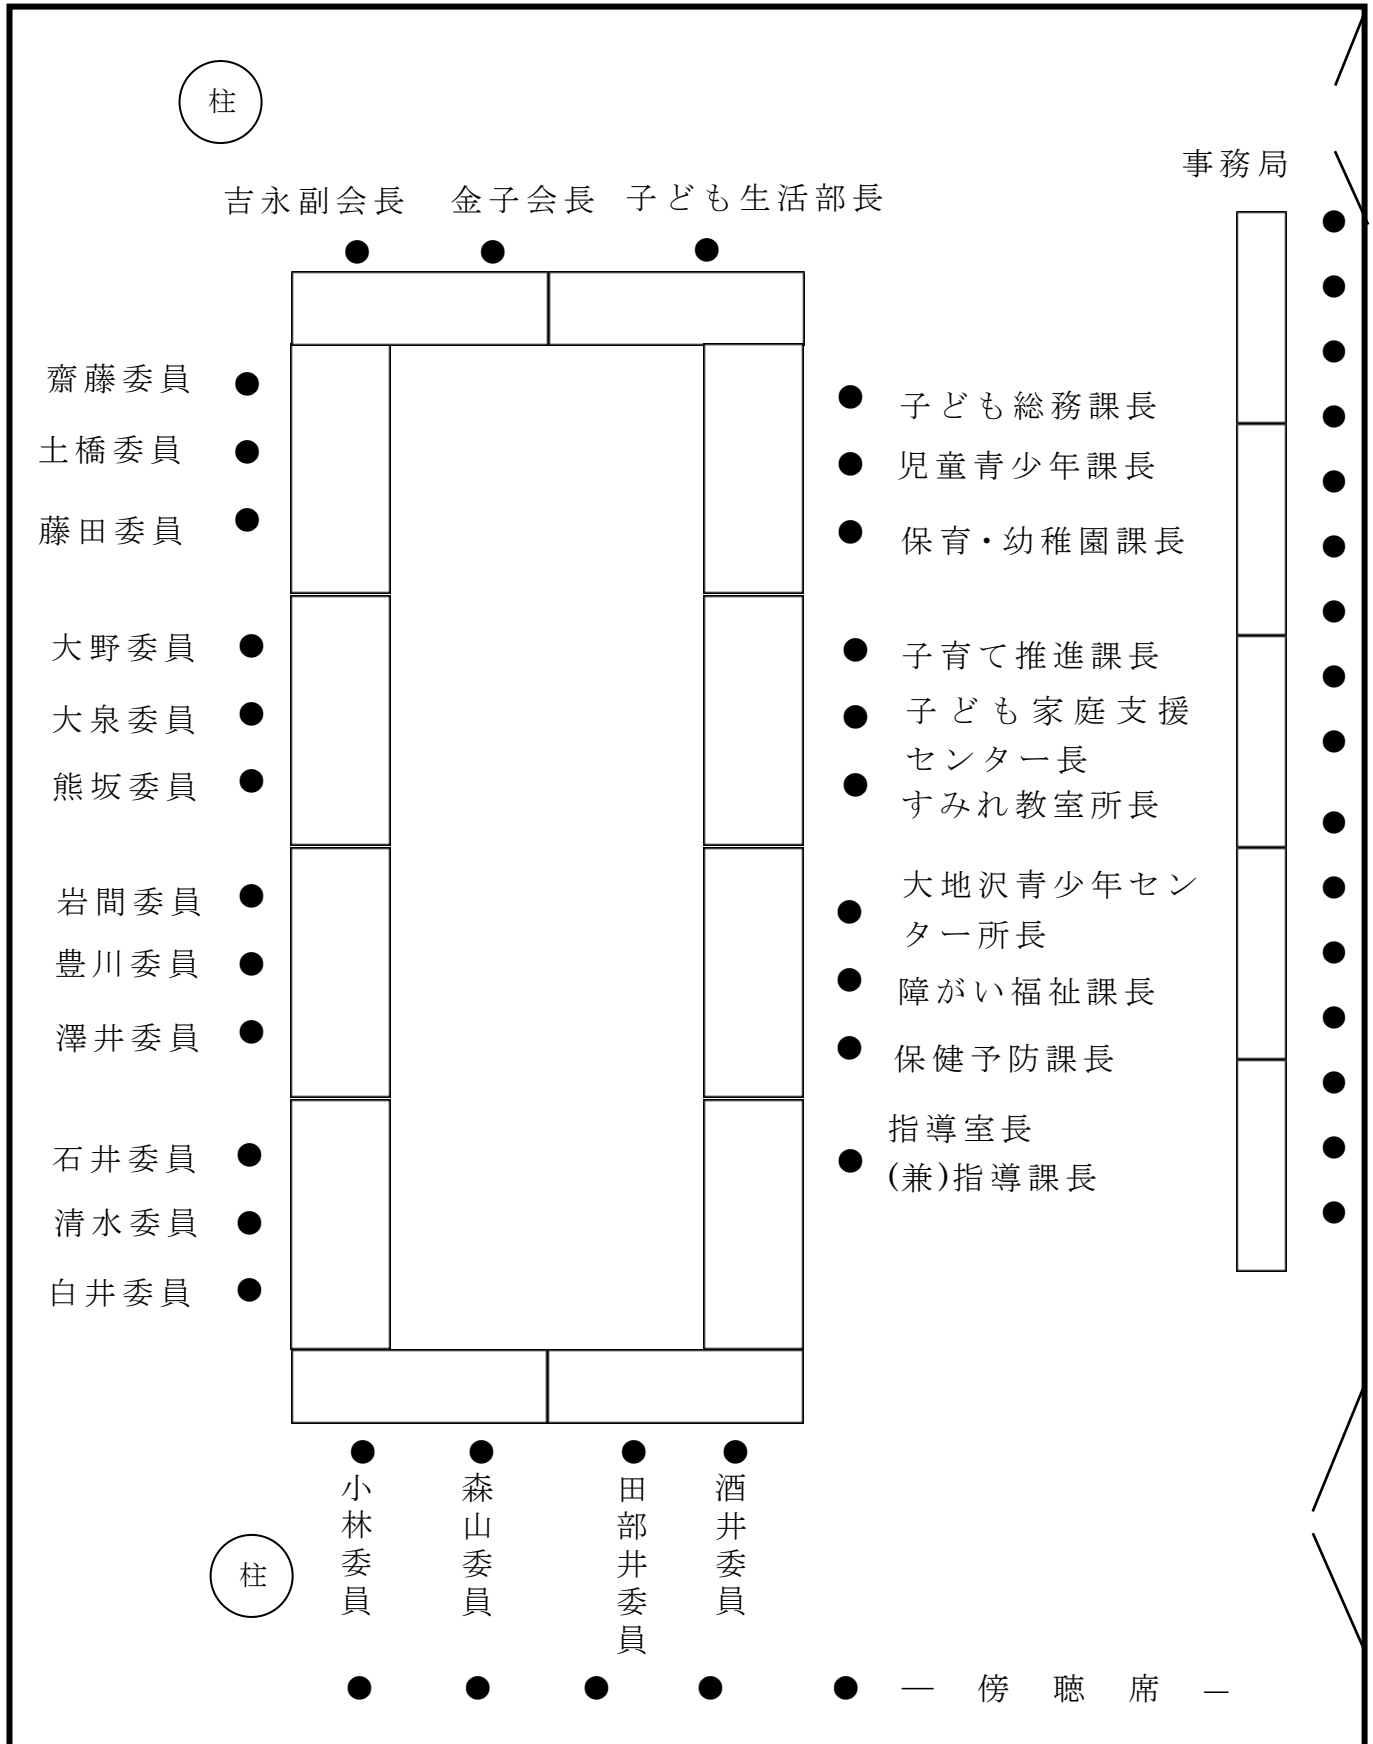 柱
事務局
吉永副会長 金子会長 子ども生活部長
齋藤委員
土橋委員
藤田委員
大野委員
大泉委員
熊坂委員
岩間委員
豊川委員
澤井委員
石井委員
清水委員
白井委員
子ども総務課長
児童青少年課長
保育・幼稚園課長
子育て推進課長
子ども家庭支援
センター長
すみれ教室所長
大地沢青少年セン
ター所長
障がい福祉課長
保健予防課長
指導室長
(兼)指導課長
小林委員
森山委員
田部井委員
酒井委員
柱
― 傍 聴 席 –